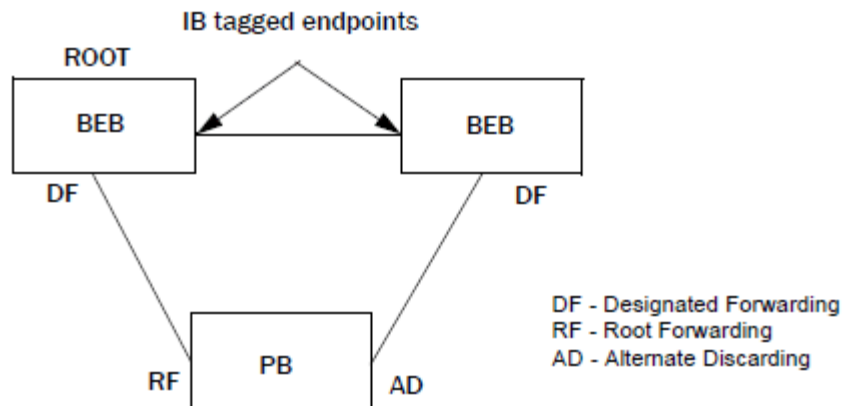 IB tagged endpoints
ROOT
BEB
BEB
DF
DF
DF - Designated Forwarding
RF - Root Forwarding
AD - Alternate Discarding
RF
PB
AD